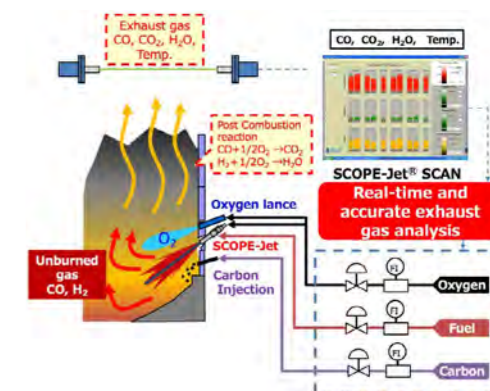 Exhaust gas
CO, CO₂, H₂O,
Temp.
CO, CO₂, H₂O, Temp.
Post Combustion
reaction
CO+1/2O₂ →CO₂
H₂+1/2O₂ →H₂O
SCOPE-Jet® SCAN
Real-time and
accurate exhaust
gas analysis
Oxygen lance
O₂
SCOPE-Jet
Unburned
gas
CO, H₂
Carbon
Injection
FI
Oxygen
FI
Fuel
FI
Carbon